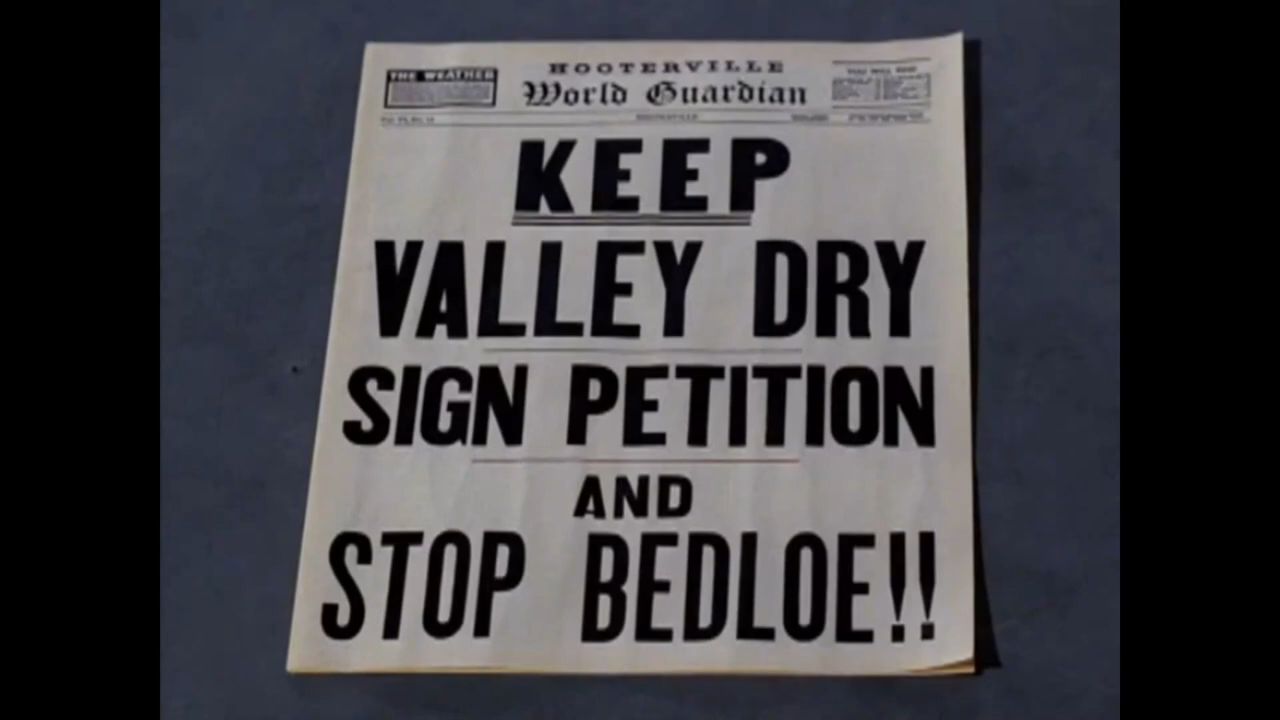 HOOTERVILLE
THE WEATHER
World Guardian
KEEP
VALLEY DRY
SIGN PETITION
AND
STOP BEDLOE!!